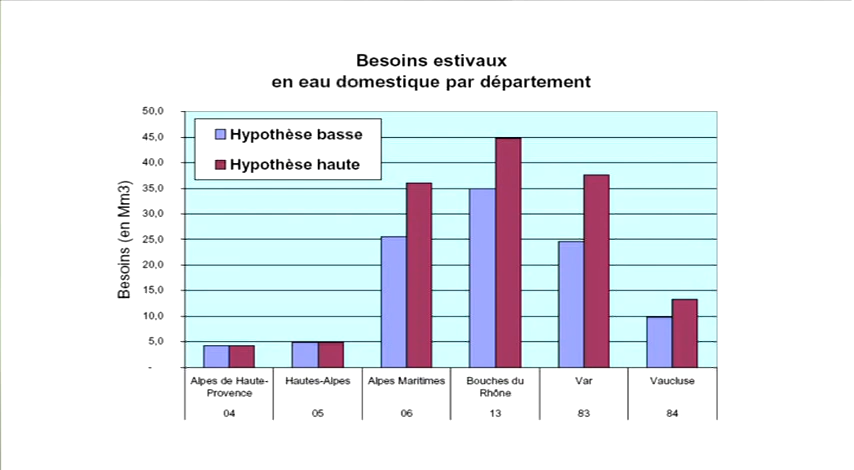 Besoins estivaux
en eau domestique par département
Hypothèse basse
Hypothèse haute
Besoins (en Mm3)
50,0
45,0
40,0
35,0
30,0
25,0
20,0
15,0
10,0
5,0
-
Alpes de Haute-
Provence
04
Hautes-Alpes
05
Alpes Maritimes
06
Bouches du
Rhône
13
Var
83
Vaucluse
84